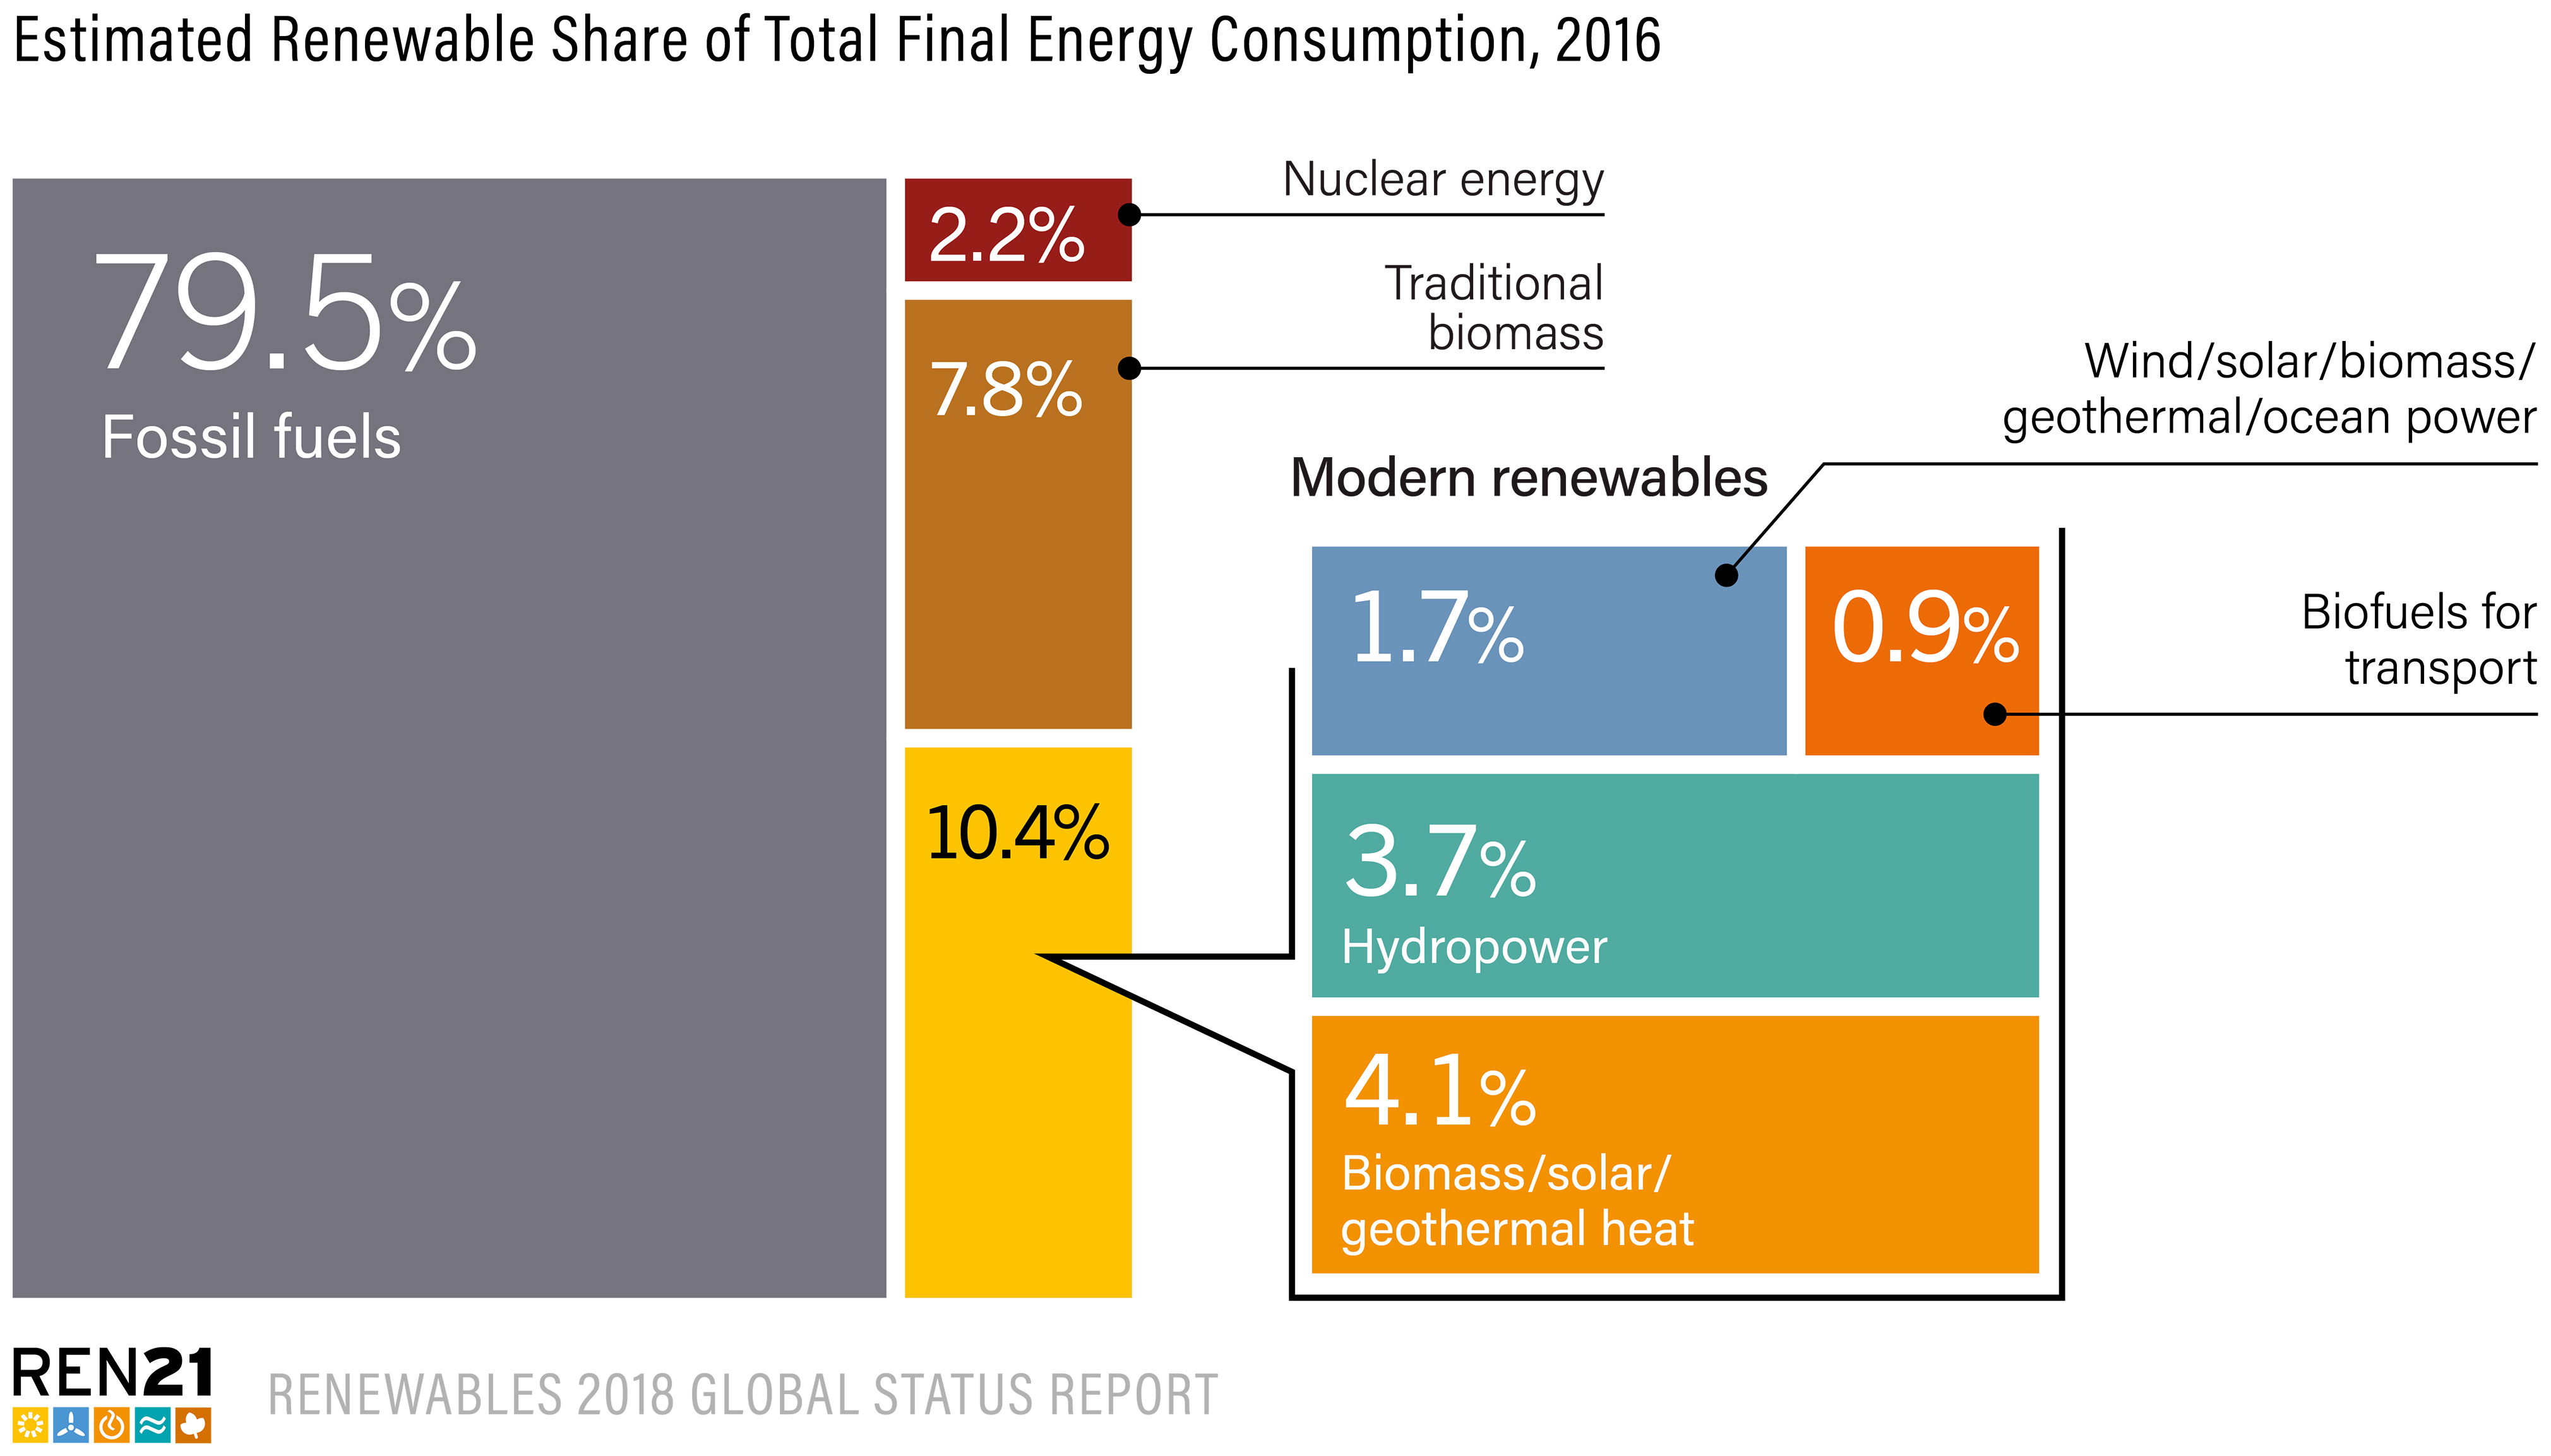 Estimated Renewable Share of Total Final Energy Consumption, 2016
79.5%
Fossil fuels
2.2%
Nuclear energy
7.8%
Traditional
biomass
10.4%
Modern renewables
Wind/solar/biomass/
geothermal/ocean power
1.7%
0.9%
Biofuels for
transport
3.7%
Hydropower
4.1%
Biomass/solar/
geothermal heat
REN21
RENEWABLES 2018 GLOBAL STATUS REPORT